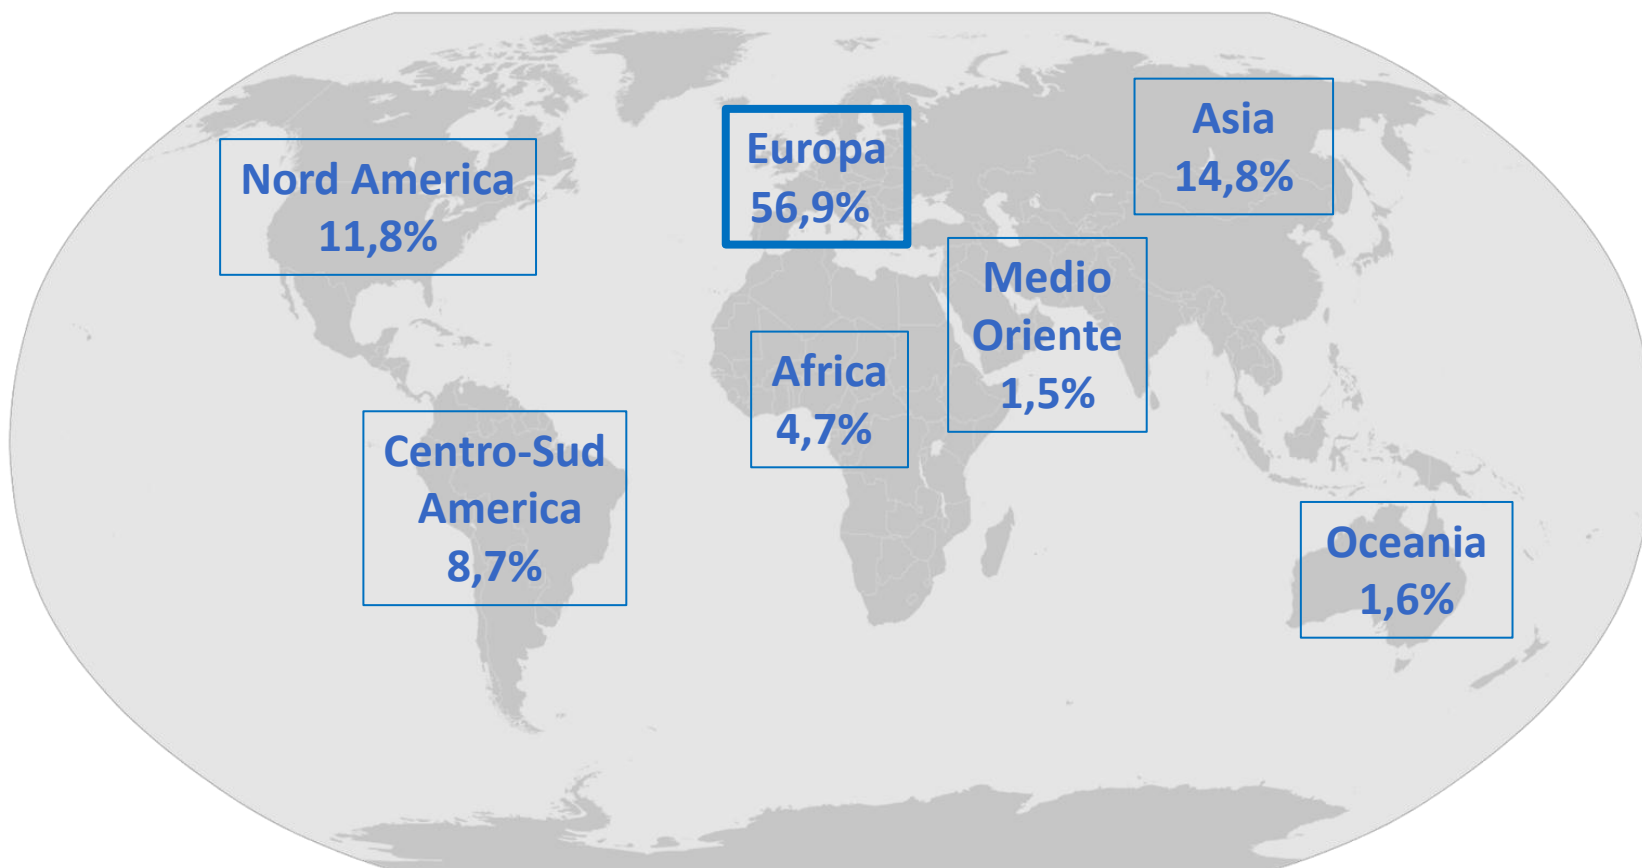 Nord America
11,8%
Europa
56,9%
Asia
14,8%
Medio
Oriente
1,5%
Africa
4,7%
Centro-Sud
America
8,7%
Oceania
1,6%